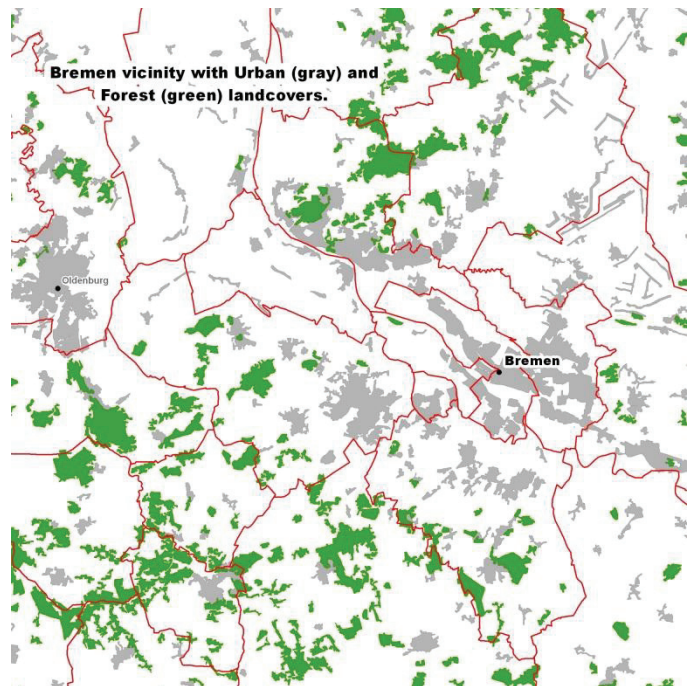 Bremen vicinity with Urban (gray) and
Forest (green) landcovers.
Oldenburg
Bremen